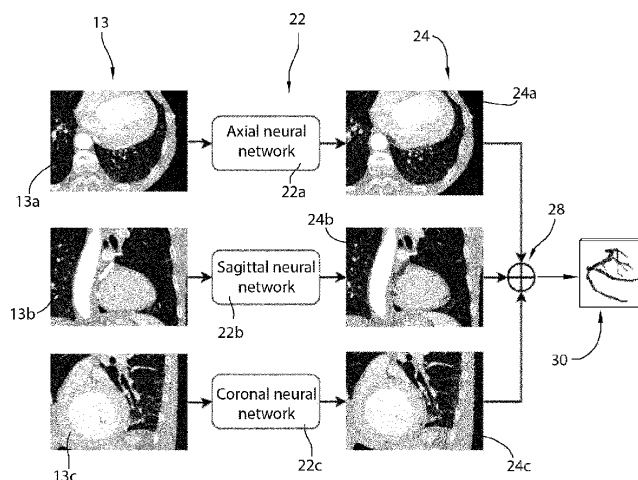 13
22
24
24a
Axial neural
network
13a
22a
24b
28
Sagittal neural
network
13b
22b
30
Coronal neural
network
13c
22c
24c